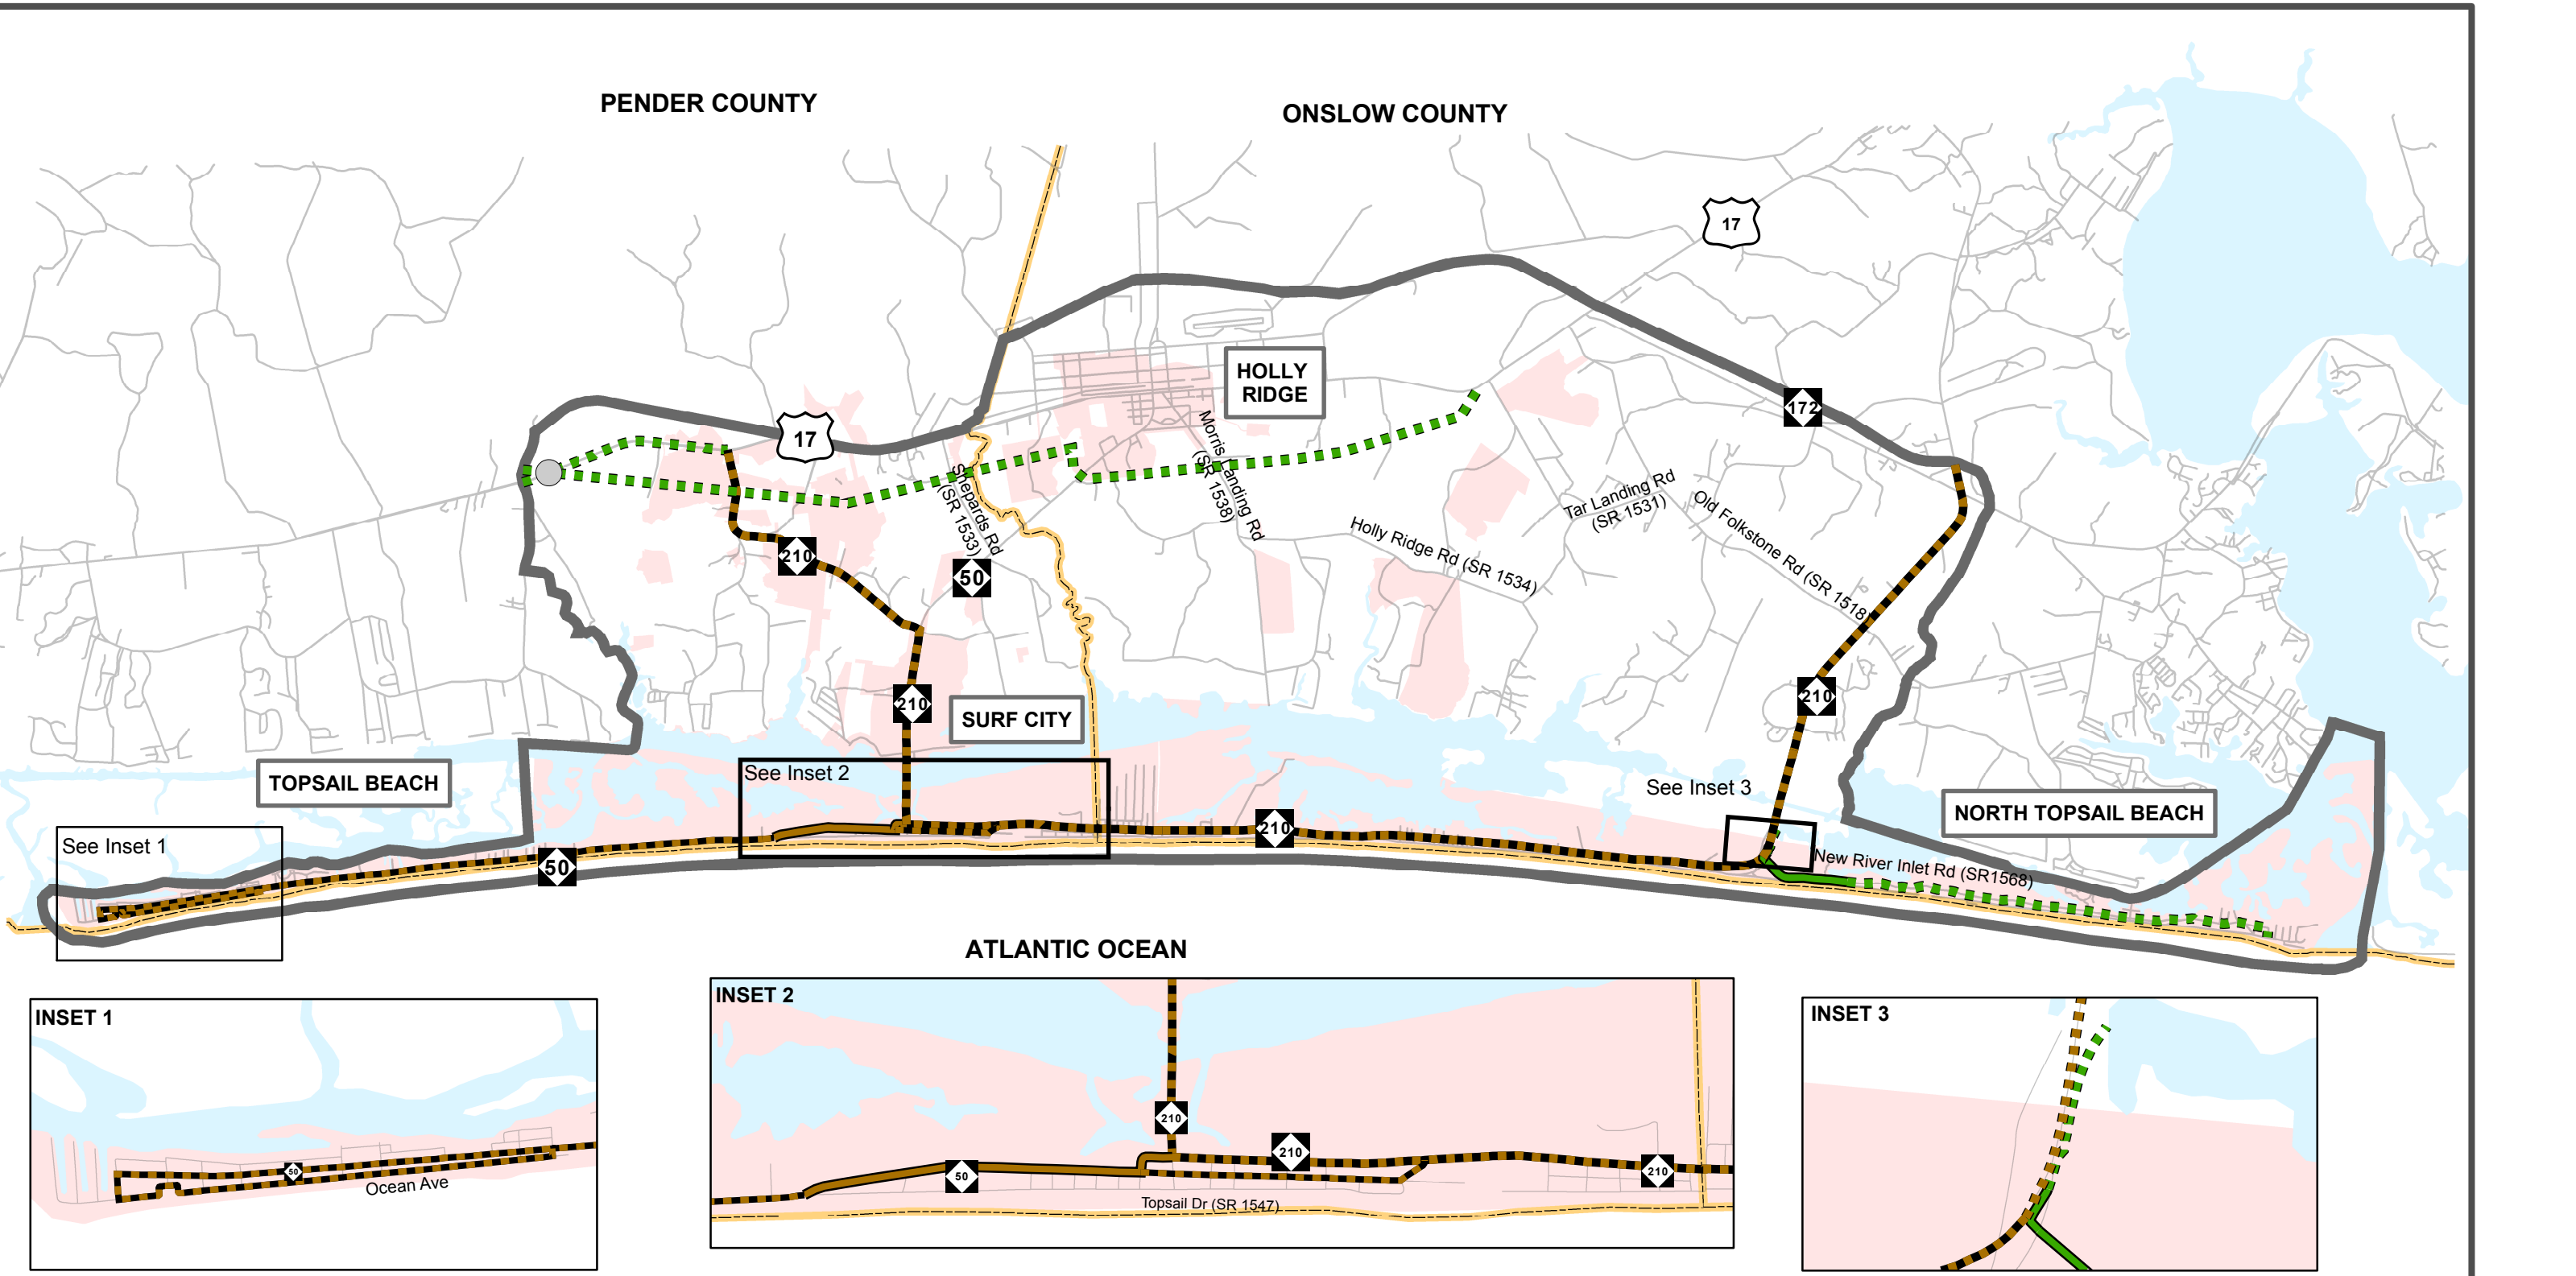 PENDER COUNTY
ONSLOW COUNTY
17
HOLLY
RIDGE
172
17
Morris Landing Rd
(SR 1538)
Shepards Rd
(SR 1533)
Tar Landing Rd
(SR 1531)
Old Folkstone Rd (SR 1518)
Holly Ridge Rd (SR 1534)
210
50
210
210
SURF CITY
TOPSAIL BEACH
See Inset 2
See Inset 3
NORTH TOPSAIL BEACH
See Inset 1
210
50
New River Inlet Rd (SR1568)
ATLANTIC OCEAN
INSET 1
50
Ocean Ave
INSET 2
210
210
210
50
Topsail Dr (SR 1547)
INSET 3